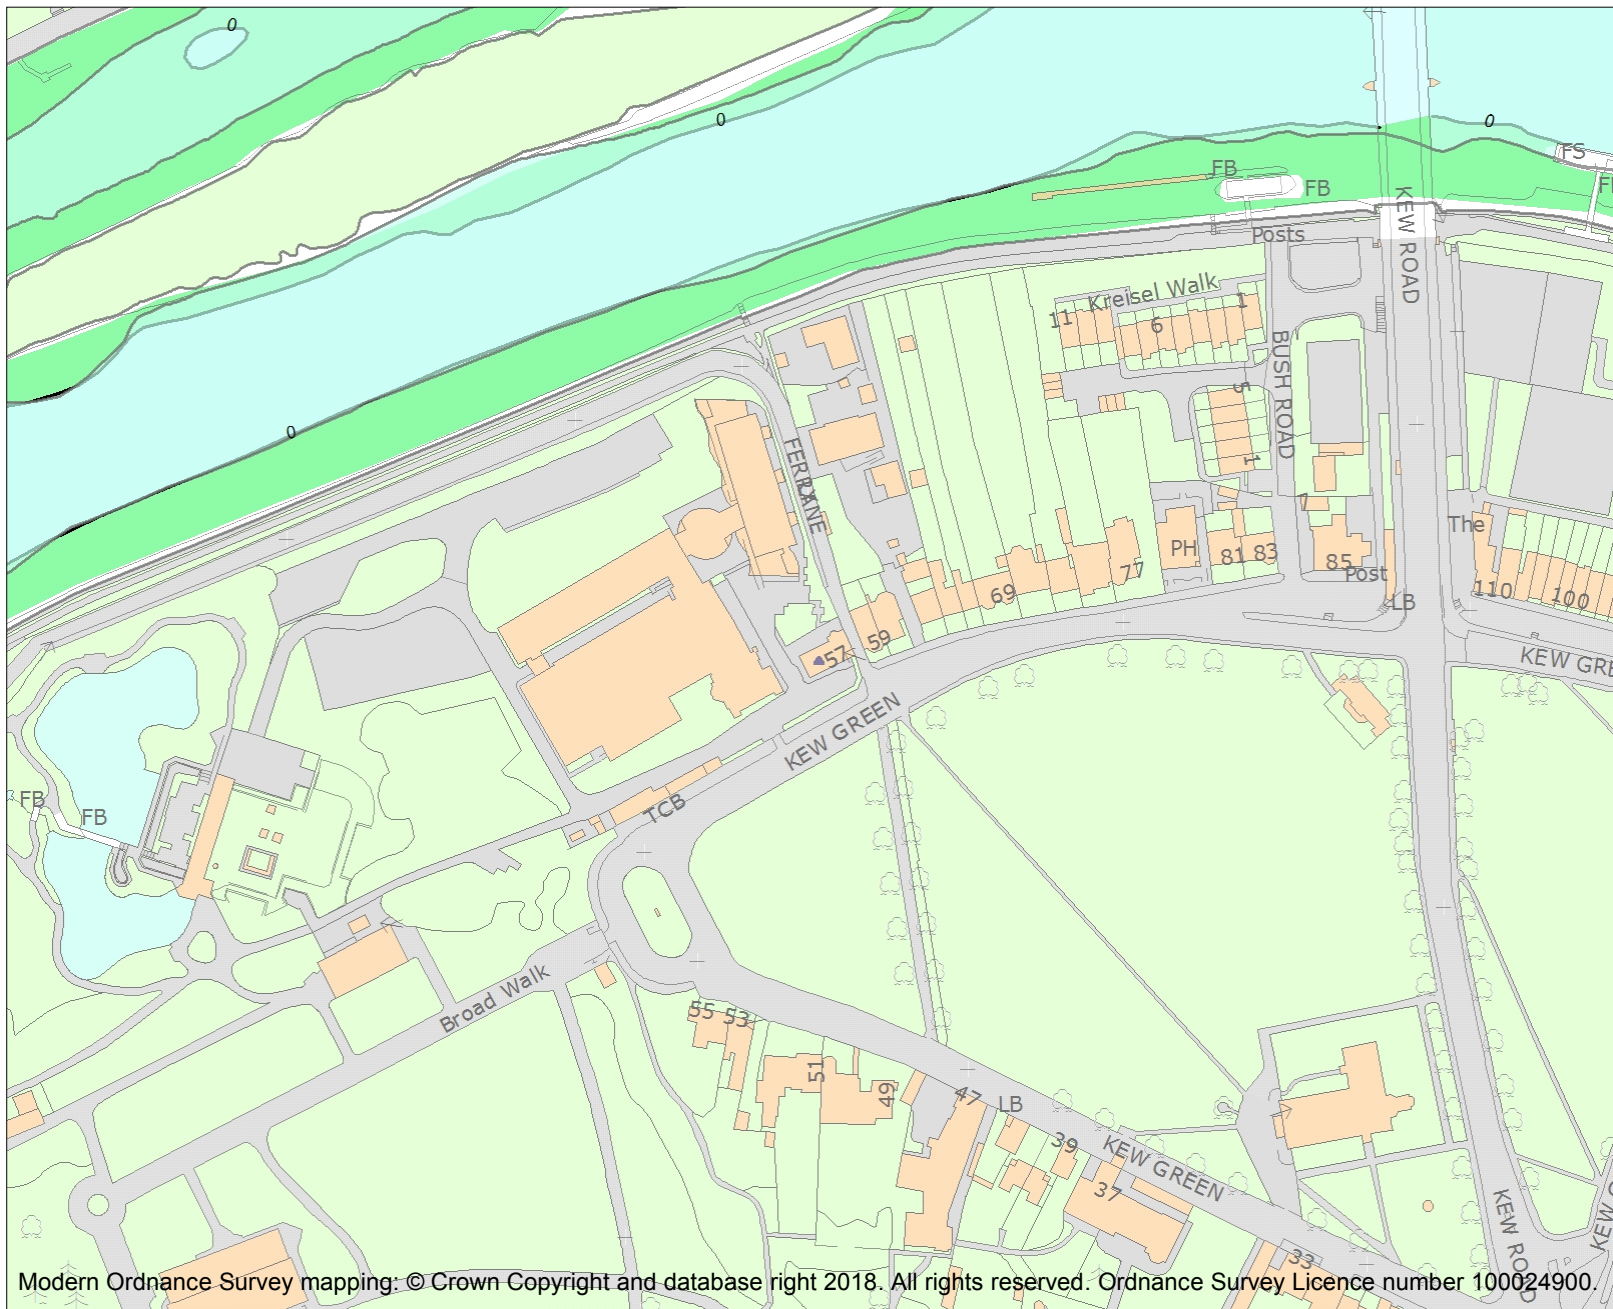 0
0
0
0
FS
FB
FB
Posts
KEW ROAD
Kreisel Walk
11
6
1
BUSH ROAD
5
1
FERRY LANE
7
The
PH
81
83
85
Post
77
69
59
57
LB
110
100
KEW GREEN
KEW GRE
TCB
FB
FB
Broad Walk
55
53
51
49
47
LB
39
KEW GREEN
37
33
KEW ROAD
Modern Ordnance Survey mapping: © Crown Copyright and database right 2018. All rights reserved. Ordnance Survey Licence number 100024900.